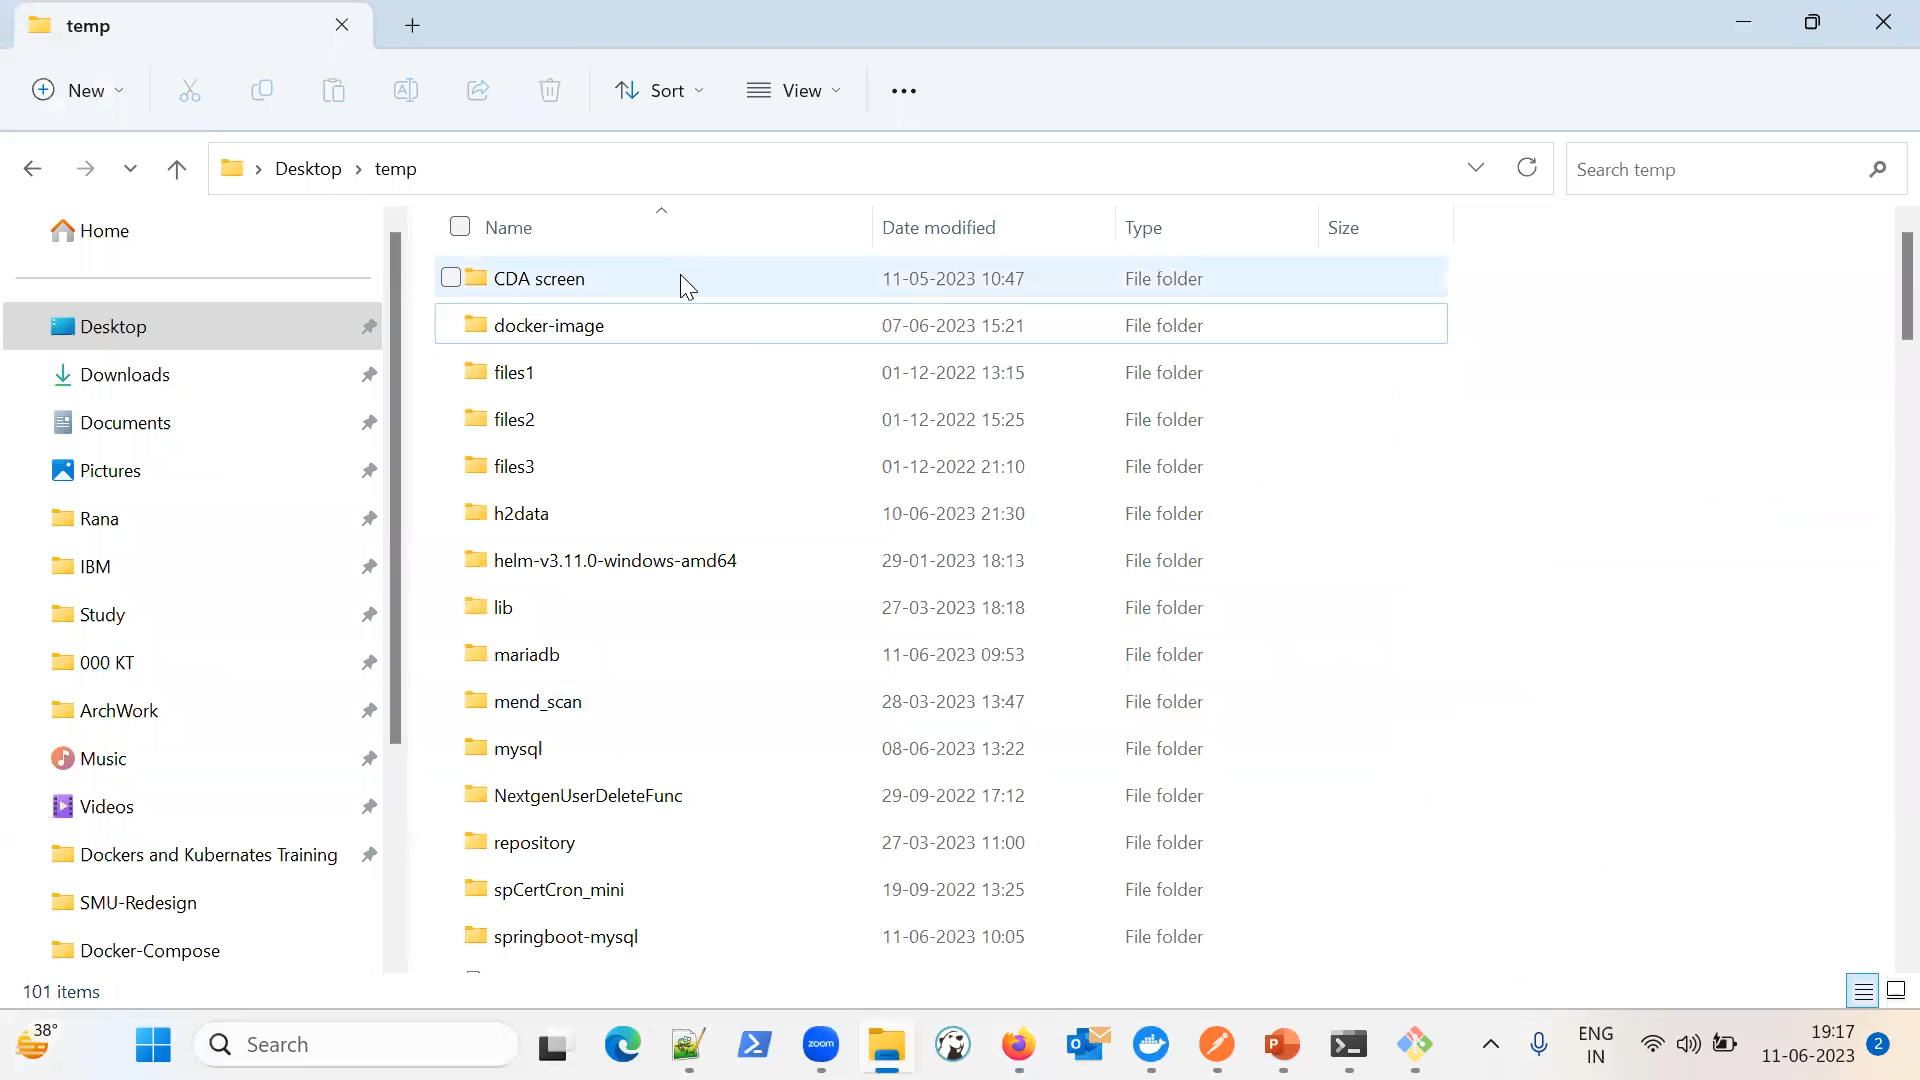 temp
New
Sort
View
Desktop
temp
Search temp
Name
Date modified
Type
Size
Home
Desktop
Downloads
Documents
Pictures
Rana
IBM
Study
000 KT
ArchWork
Music
Videos
Dockers and Kubernates Training
SMU-Redesign
Docker-Compose
CDA screen 11-05-2023 10:47 File folder
docker-image 07-06-2023 15:21 File folder
files1 01-12-2022 13:15 File folder
files2 01-12-2022 15:25 File folder
files3 01-12-2022 21:10 File folder
h2data 10-06-2023 21:30 File folder
helm-v3.11.0-windows-amd64 29-01-2023 18:13 File folder
lib 27-03-2023 18:18 File folder
mariadb 11-06-2023 09:53 File folder
mend_scan 28-03-2023 13:47 File folder
mysql 08-06-2023 13:22 File folder
NextgenUserDeleteFunc 29-09-2022 17:12 File folder
repository 27-03-2023 11:00 File folder
spCertCron_mini 19-09-2022 13:25 File folder
springboot-mysql 11-06-2023 10:05 File folder
101 items
38°
Search
zoom
ENG
IN
19:17
11-06-2023
2